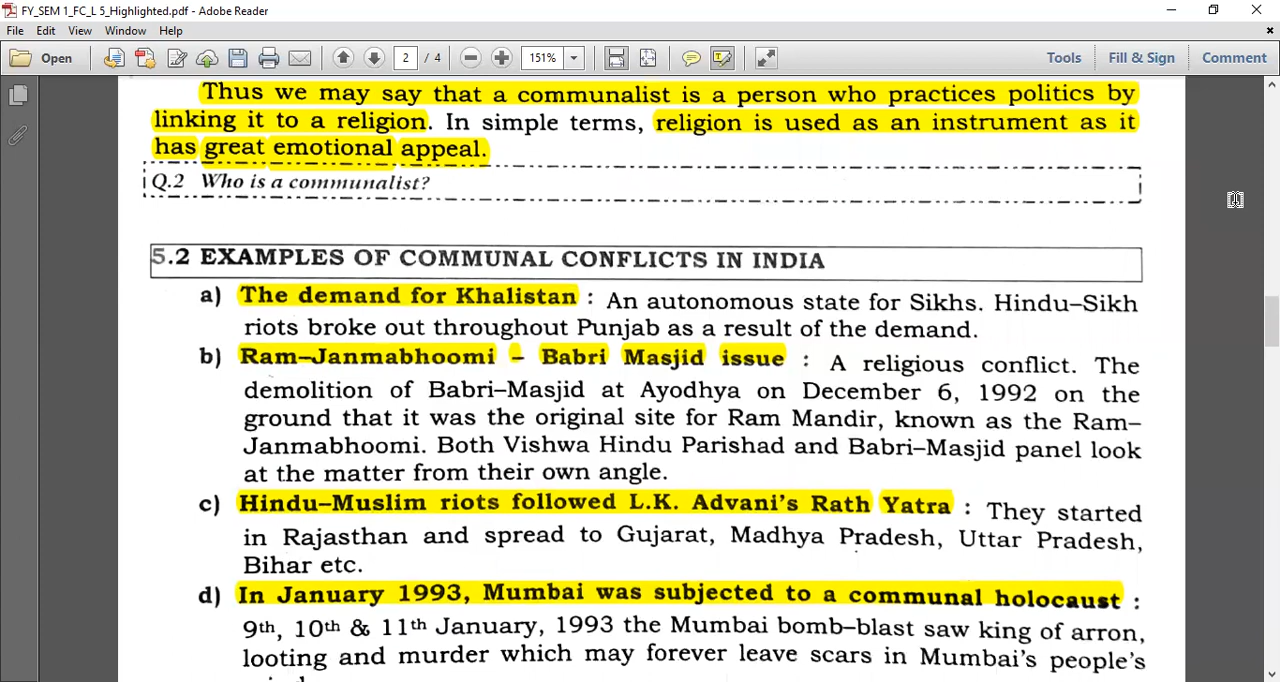 FY_SEM 1_FC_L 5_Highlighted.pdf - Adobe Reader
File Edit View Window Help
Open 2 / 4 151% Tools Fill & Sign Comment
Thus we may say that a communalist is a person who practices politics by
linking it to a religion. In simple terms, religion is used as an instrument as it
has great emotional appeal.
Q.2 Who is a communalist?
5.2 EXAMPLES OF COMMUNAL CONFLICTS IN INDIA
a) The demand for Khalistan : An autonomous state for Sikhs. Hindu–Sikh
riots broke out throughout Punjab as a result of the demand.
b) Ram–Janmabhoomi – Babri Masjid issue : A religious conflict. The
demolition of Babri–Masjid at Ayodhya on December 6, 1992 on the
ground that it was the original site for Ram Mandir, known as the Ram–
Janmabhoomi. Both Vishwa Hindu Parishad and Babri–Masjid panel look
at the matter from their own angle.
c) Hindu–Muslim riots followed L.K. Advani's Rath Yatra : They started
in Rajasthan and spread to Gujarat, Madhya Pradesh, Uttar Pradesh,
Bihar etc.
d) In January 1993, Mumbai was subjected to a communal holocaust :
9th, 10th & 11th January, 1993 the Mumbai bomb–blast saw king of arron,
looting and murder which may forever leave scars in Mumbai's people's